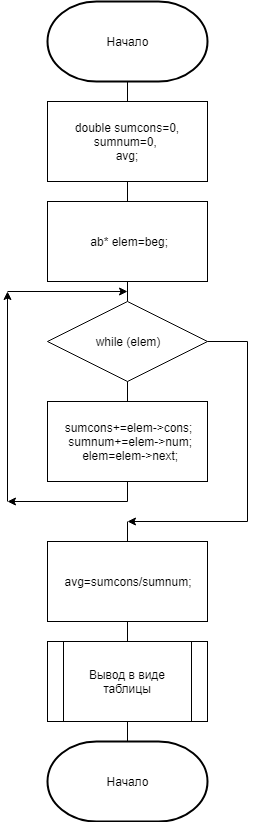 Начало
double sumcons=0,
sumnum=0,
avg;
ab* elem=beg;
while (elem)
sumcons+=elem->cons;
sumnum+=elem->num;
elem=elem->next;
avg=sumcons/sumnum;
Вывод в виде
таблицы
Начало